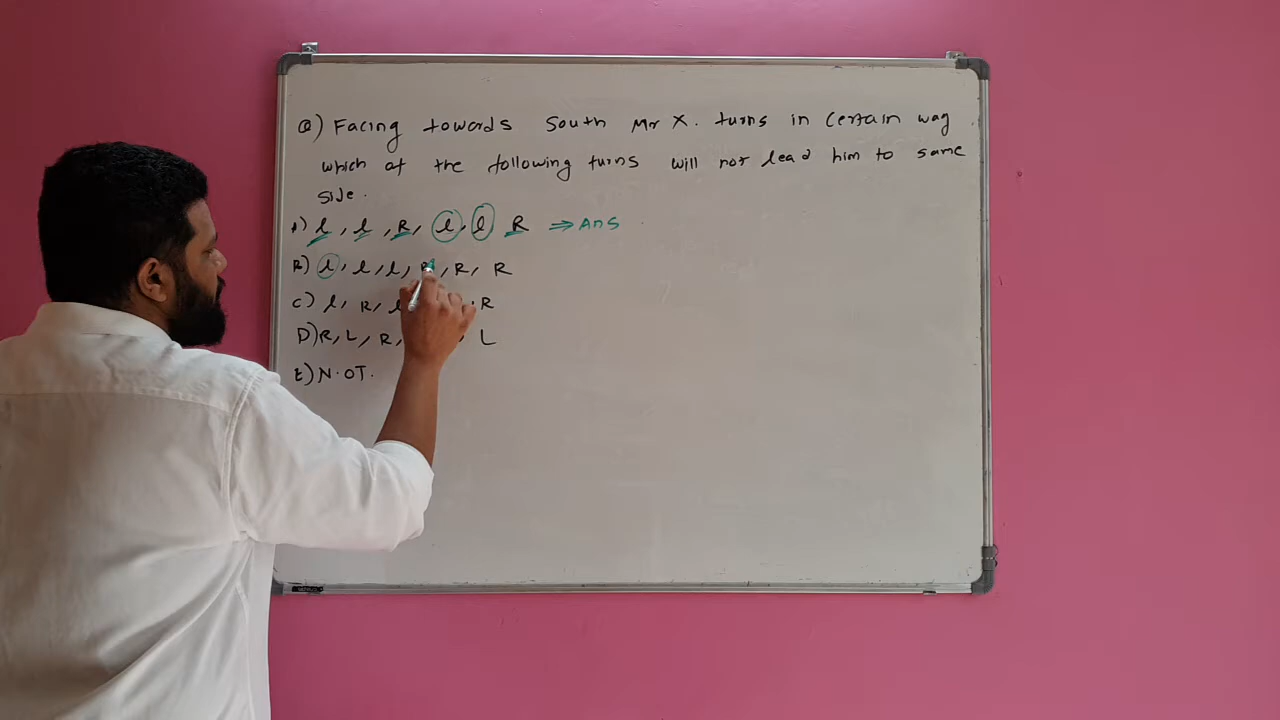 Q) Facing towards South Mr X. turns in Certain way
which of the following turns will not lead him to same
side.
A) l, l, R, l, l R ⇒ Ans
B) l, l, l, R, R, R
C) l, R, l , R
D) R, L, R, , L
E) N.OT.